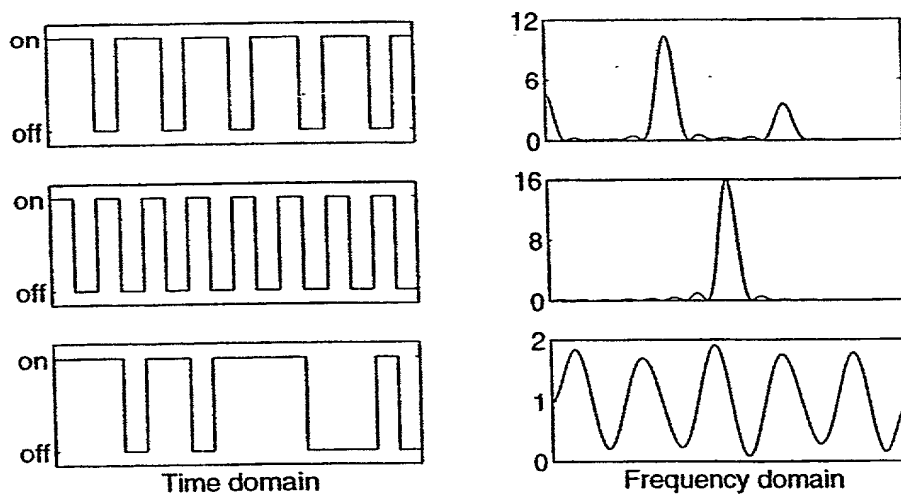 on
off
12
6
0
on
off
16
8
0
on
off
2
1
0
Time domain
Frequency domain